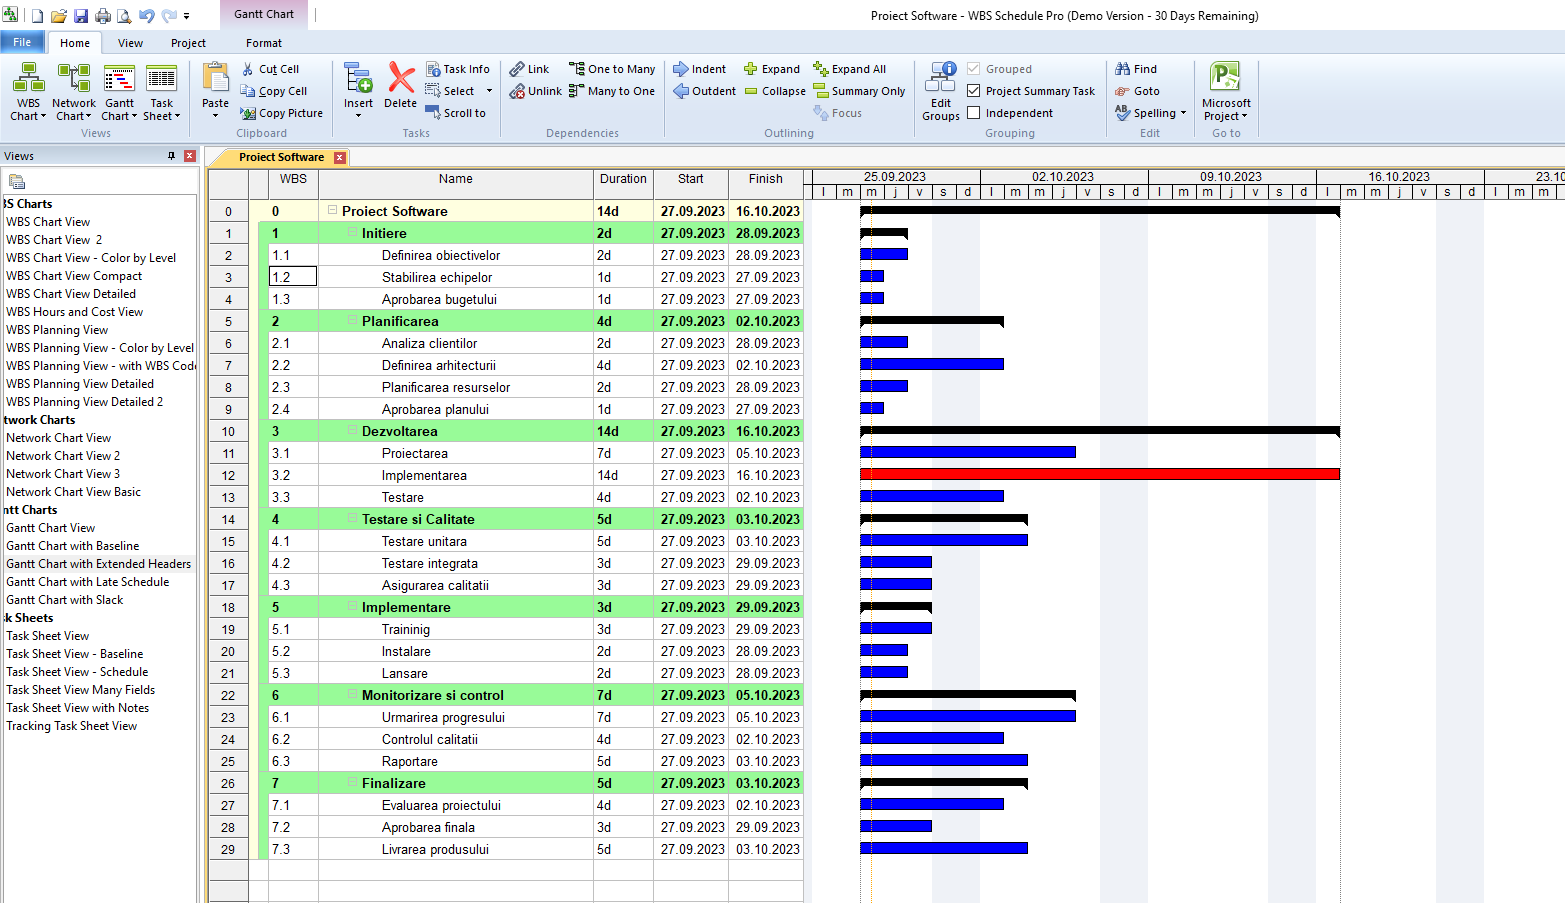 Gantt Chart
Proiect Software - WBS Schedule Pro (Demo Version - 30 Days Remaining)
File Home View Project Format
WBS Chart Network Chart Gantt Chart Task Sheet
Views
Paste Cut Cell Copy Cell Copy Picture
Clipboard
Insert Delete Task Info Select Scroll to
Tasks
Link Unlink One to Many Many to One
Dependencies
Indent Outdent Expand Collapse Expand All Summary Only Focus
Outlining
Edit Groups Grouped Project Summary Task Independent
Grouping
Find Goto Spelling
Edit
Microsoft Project
Go to
Views
BS Charts
WBS Chart View
WBS Chart View 2
WBS Chart View - Color by Level
WBS Chart View Compact
WBS Chart View Detailed
WBS Hours and Cost View
WBS Planning View
WBS Planning View - Color by Level
WBS Planning View - with WBS Code
WBS Planning View Detailed
WBS Planning View Detailed 2
twork Charts
Network Chart View
Network Chart View 2
Network Chart View 3
Network Chart View Basic
ntt Charts
Gantt Chart View
Gantt Chart with Baseline
Gantt Chart with Extended Headers
Gantt Chart with Late Schedule
Gantt Chart with Slack
sk Sheets
Task Sheet View
Task Sheet View - Baseline
Task Sheet View - Schedule
Task Sheet View Many Fields
Task Sheet View with Notes
Tracking Task Sheet View
Proiect Software
WBS Name Duration Start Finish
25.09.2023 02.10.2023 09.10.2023 16.10.2023 23.10
l m m j v s d l m m j v s d l m m j v s d l m m j v s d l m m
0 0 Proiect Software 14d 27.09.2023 16.10.2023
1 1 Initiere 2d 27.09.2023 28.09.2023
2 1.1 Definirea obiectivelor 2d 27.09.2023 28.09.2023
3 1.2 Stabilirea echipelor 1d 27.09.2023 27.09.2023
4 1.3 Aprobarea bugetului 1d 27.09.2023 27.09.2023
5 2 Planificarea 4d 27.09.2023 02.10.2023
6 2.1 Analiza clientilor 2d 27.09.2023 28.09.2023
7 2.2 Definirea arhitecturii 4d 27.09.2023 02.10.2023
8 2.3 Planificarea resurselor 2d 27.09.2023 28.09.2023
9 2.4 Aprobarea planului 1d 27.09.2023 27.09.2023
10 3 Dezvoltarea 14d 27.09.2023 16.10.2023
11 3.1 Proiectarea 7d 27.09.2023 05.10.2023
12 3.2 Implementarea 14d 27.09.2023 16.10.2023
13 3.3 Testare 4d 27.09.2023 02.10.2023
14 4 Testare si Calitate 5d 27.09.2023 03.10.2023
15 4.1 Testare unitara 5d 27.09.2023 03.10.2023
16 4.2 Testare integrata 3d 27.09.2023 29.09.2023
17 4.3 Asigurarea calitatii 3d 27.09.2023 29.09.2023
18 5 Implementare 3d 27.09.2023 29.09.2023
19 5.1 Traininig 3d 27.09.2023 29.09.2023
20 5.2 Instalare 2d 27.09.2023 28.09.2023
21 5.3 Lansare 2d 27.09.2023 28.09.2023
22 6 Monitorizare si control 7d 27.09.2023 05.10.2023
23 6.1 Urmarirea progresului 7d 27.09.2023 05.10.2023
24 6.2 Controlul calitatii 4d 27.09.2023 02.10.2023
25 6.3 Raportare 5d 27.09.2023 03.10.2023
26 7 Finalizare 5d 27.09.2023 03.10.2023
27 7.1 Evaluarea proiectului 4d 27.09.2023 02.10.2023
28 7.2 Aprobarea finala 3d 27.09.2023 29.09.2023
29 7.3 Livrarea produsului 5d 27.09.2023 03.10.2023